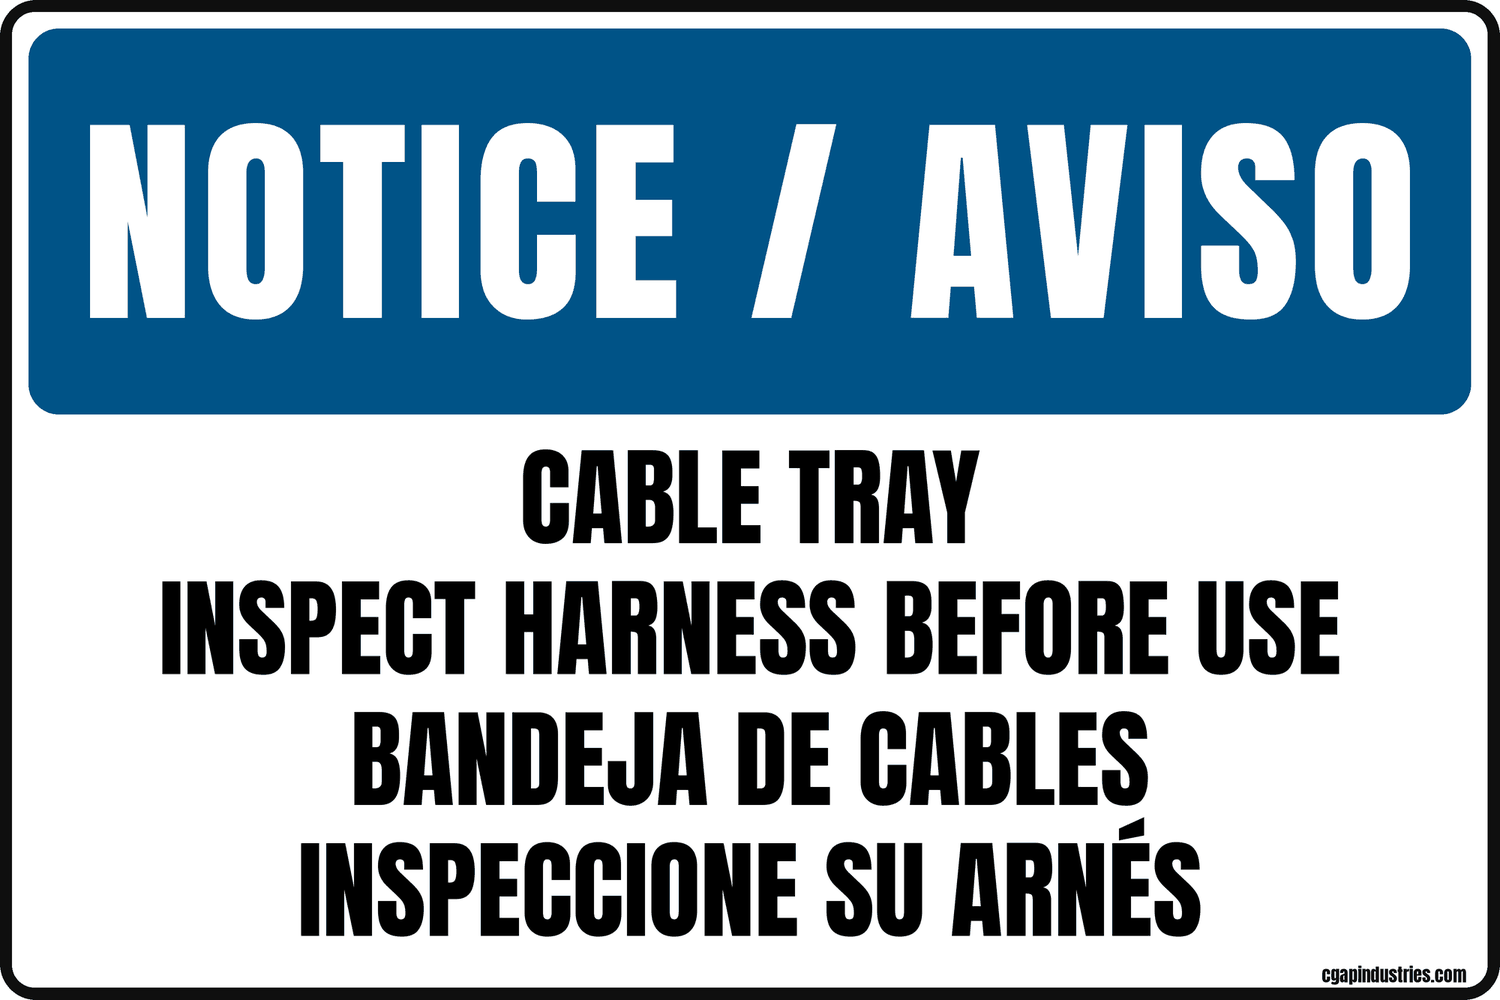 NOTICE / AVISO
CABLE TRAY
INSPECT HARNESS BEFORE USE
BANDEJA DE CABLES
INSPECCIONE SU ARNÉS
cgapindustries.com